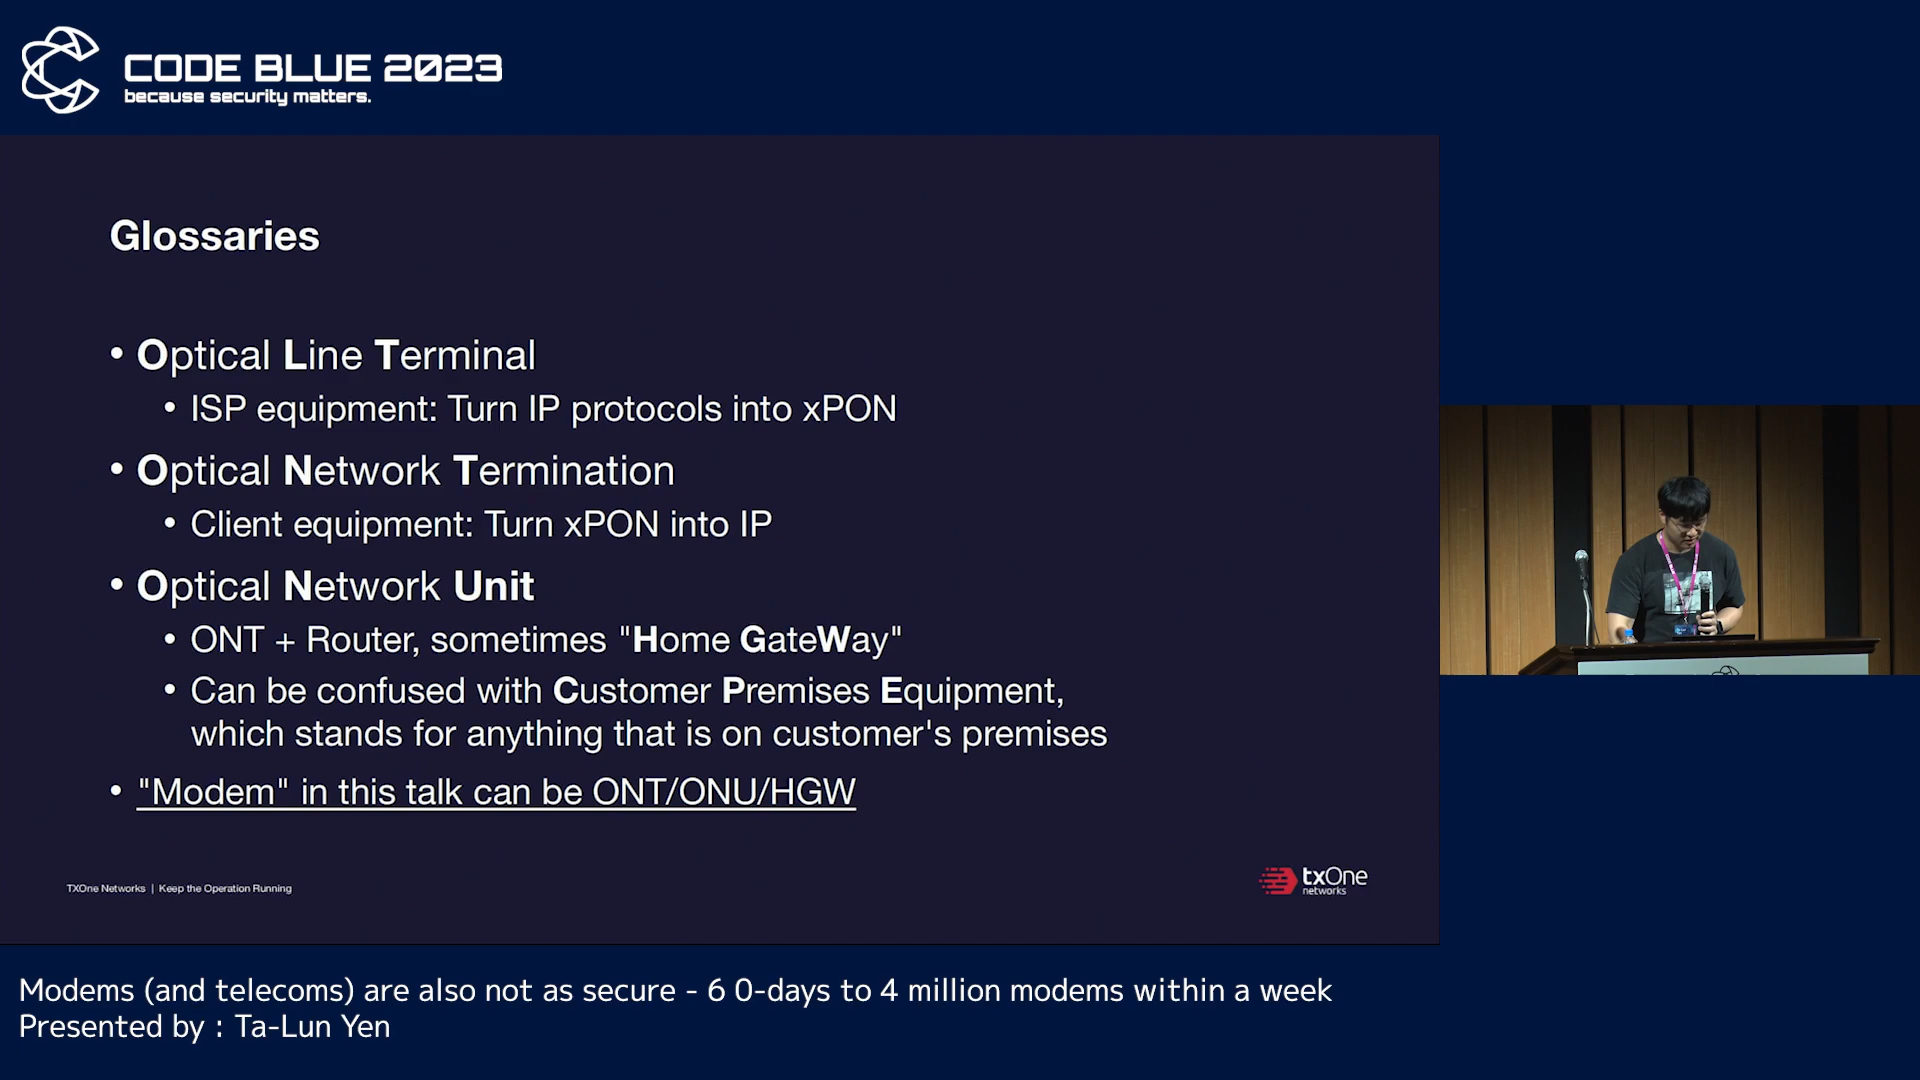 CODE BLUE 2023
because security matters.
Glossaries
• Optical Line Terminal
• ISP equipment: Turn IP protocols into xPON
• Optical Network Termination
• Client equipment: Turn xPON into IP
• Optical Network Unit
• ONT + Router, sometimes "Home GateWay"
• Can be confused with Customer Premises Equipment,
which stands for anything that is on customer's premises
• "Modem" in this talk can be ONT/ONU/HGW
TXOne Networks | Keep the Operation Running
txOne
networks
Modems (and telecoms) are also not as secure - 6 0-days to 4 million modems within a week
Presented by : Ta-Lun Yen